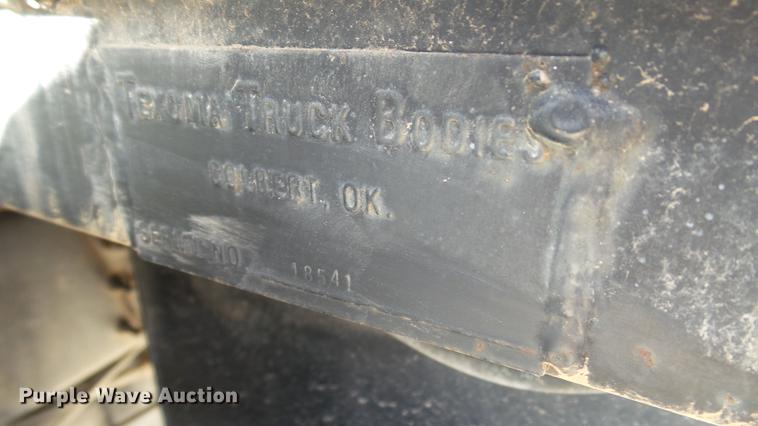 Texoma Truck Bodies
Colbert, OK.
Serial No 18541
Purple Wave Auction